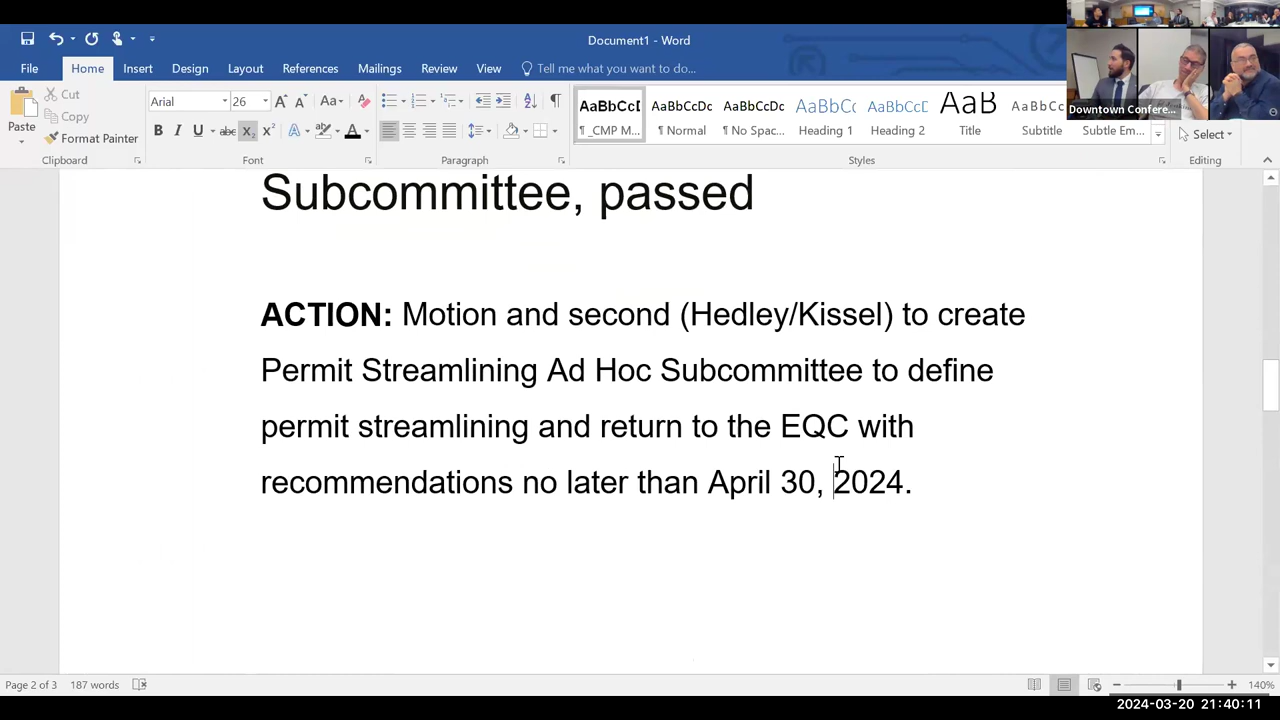 Document1 - Word
File Home Insert Design Layout References Mailings Review View Tell me what you want to do...
Paste Cut Copy Format Painter
Arial 26
AaBbCcI AaBbCcDc AaBbCcDc AaBbCc AaBbCcDc AaB AaBbCc
¶ _CMP M... ¶ Normal ¶ No Spac... Heading 1 Heading 2 Title Subtitle Subtle Em...
Select
Clipboard Font Paragraph Styles Editing
Downtown Confere...
Subcommittee, passed
ACTION: Motion and second (Hedley/Kissel) to create
Permit Streamlining Ad Hoc Subcommittee to define
permit streamlining and return to the EQC with
recommendations no later than April 30, 2024.
Page 2 of 3 187 words 140%
2024-03-20 21:40:11